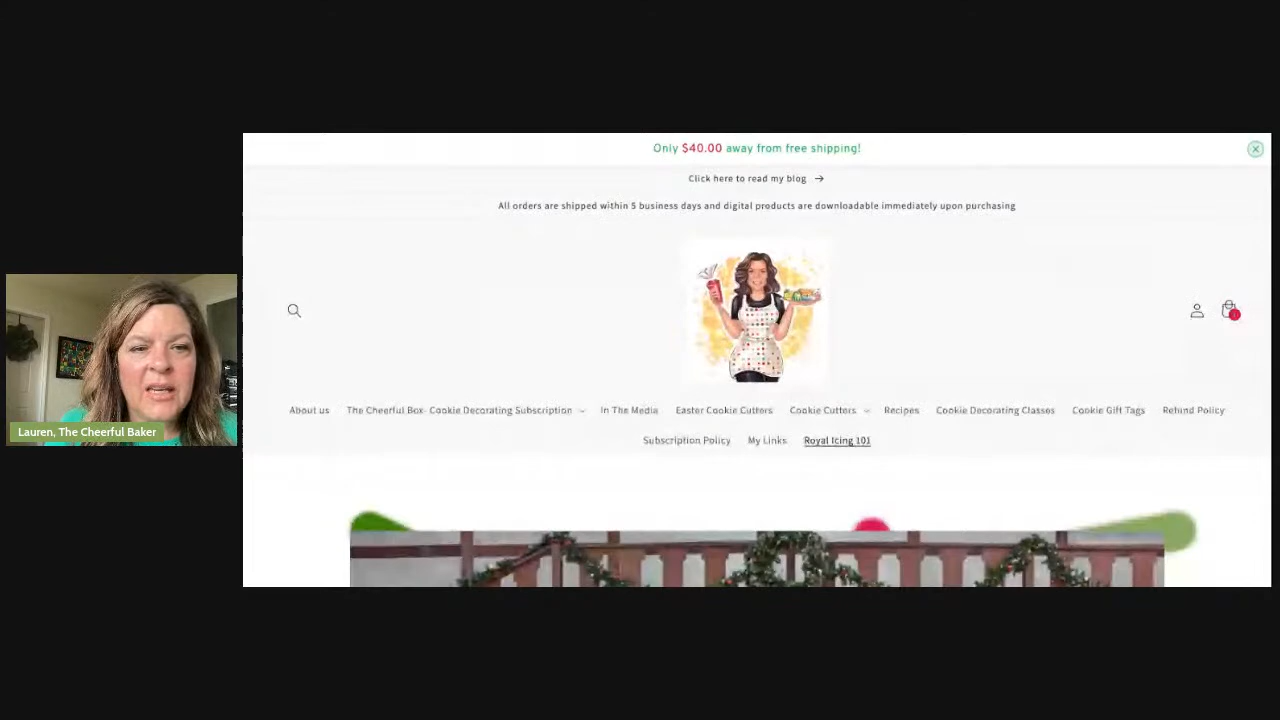 Only $40.00 away from free shipping!
Click here to read my blog →
All orders are shipped within 5 business days and digital products are downloadable immediately upon purchasing
About us The Cheerful Box- Cookie Decorating Subscription In The Media Easter Cookie Cutters Cookie Cutters Recipes Cookie Decorating Classes Cookie Gift Tags Refund Policy
Subscription Policy My Links Royal Icing 101
Lauren, The Cheerful Baker